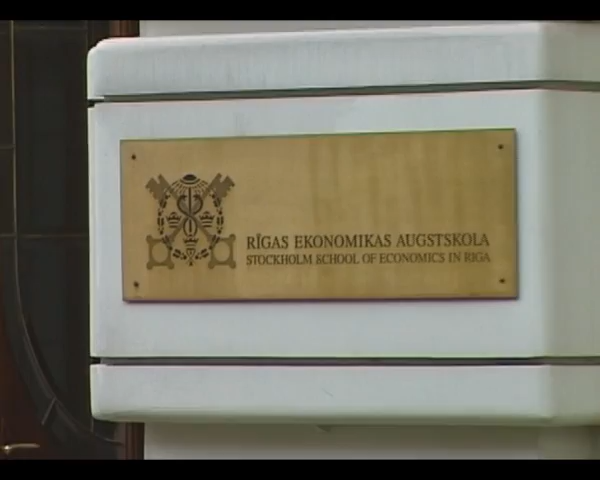 RĪGAS EKONOMIKAS AUGSTSKOLA
STOCKHOLM SCHOOL OF ECONOMICS IN RIGA